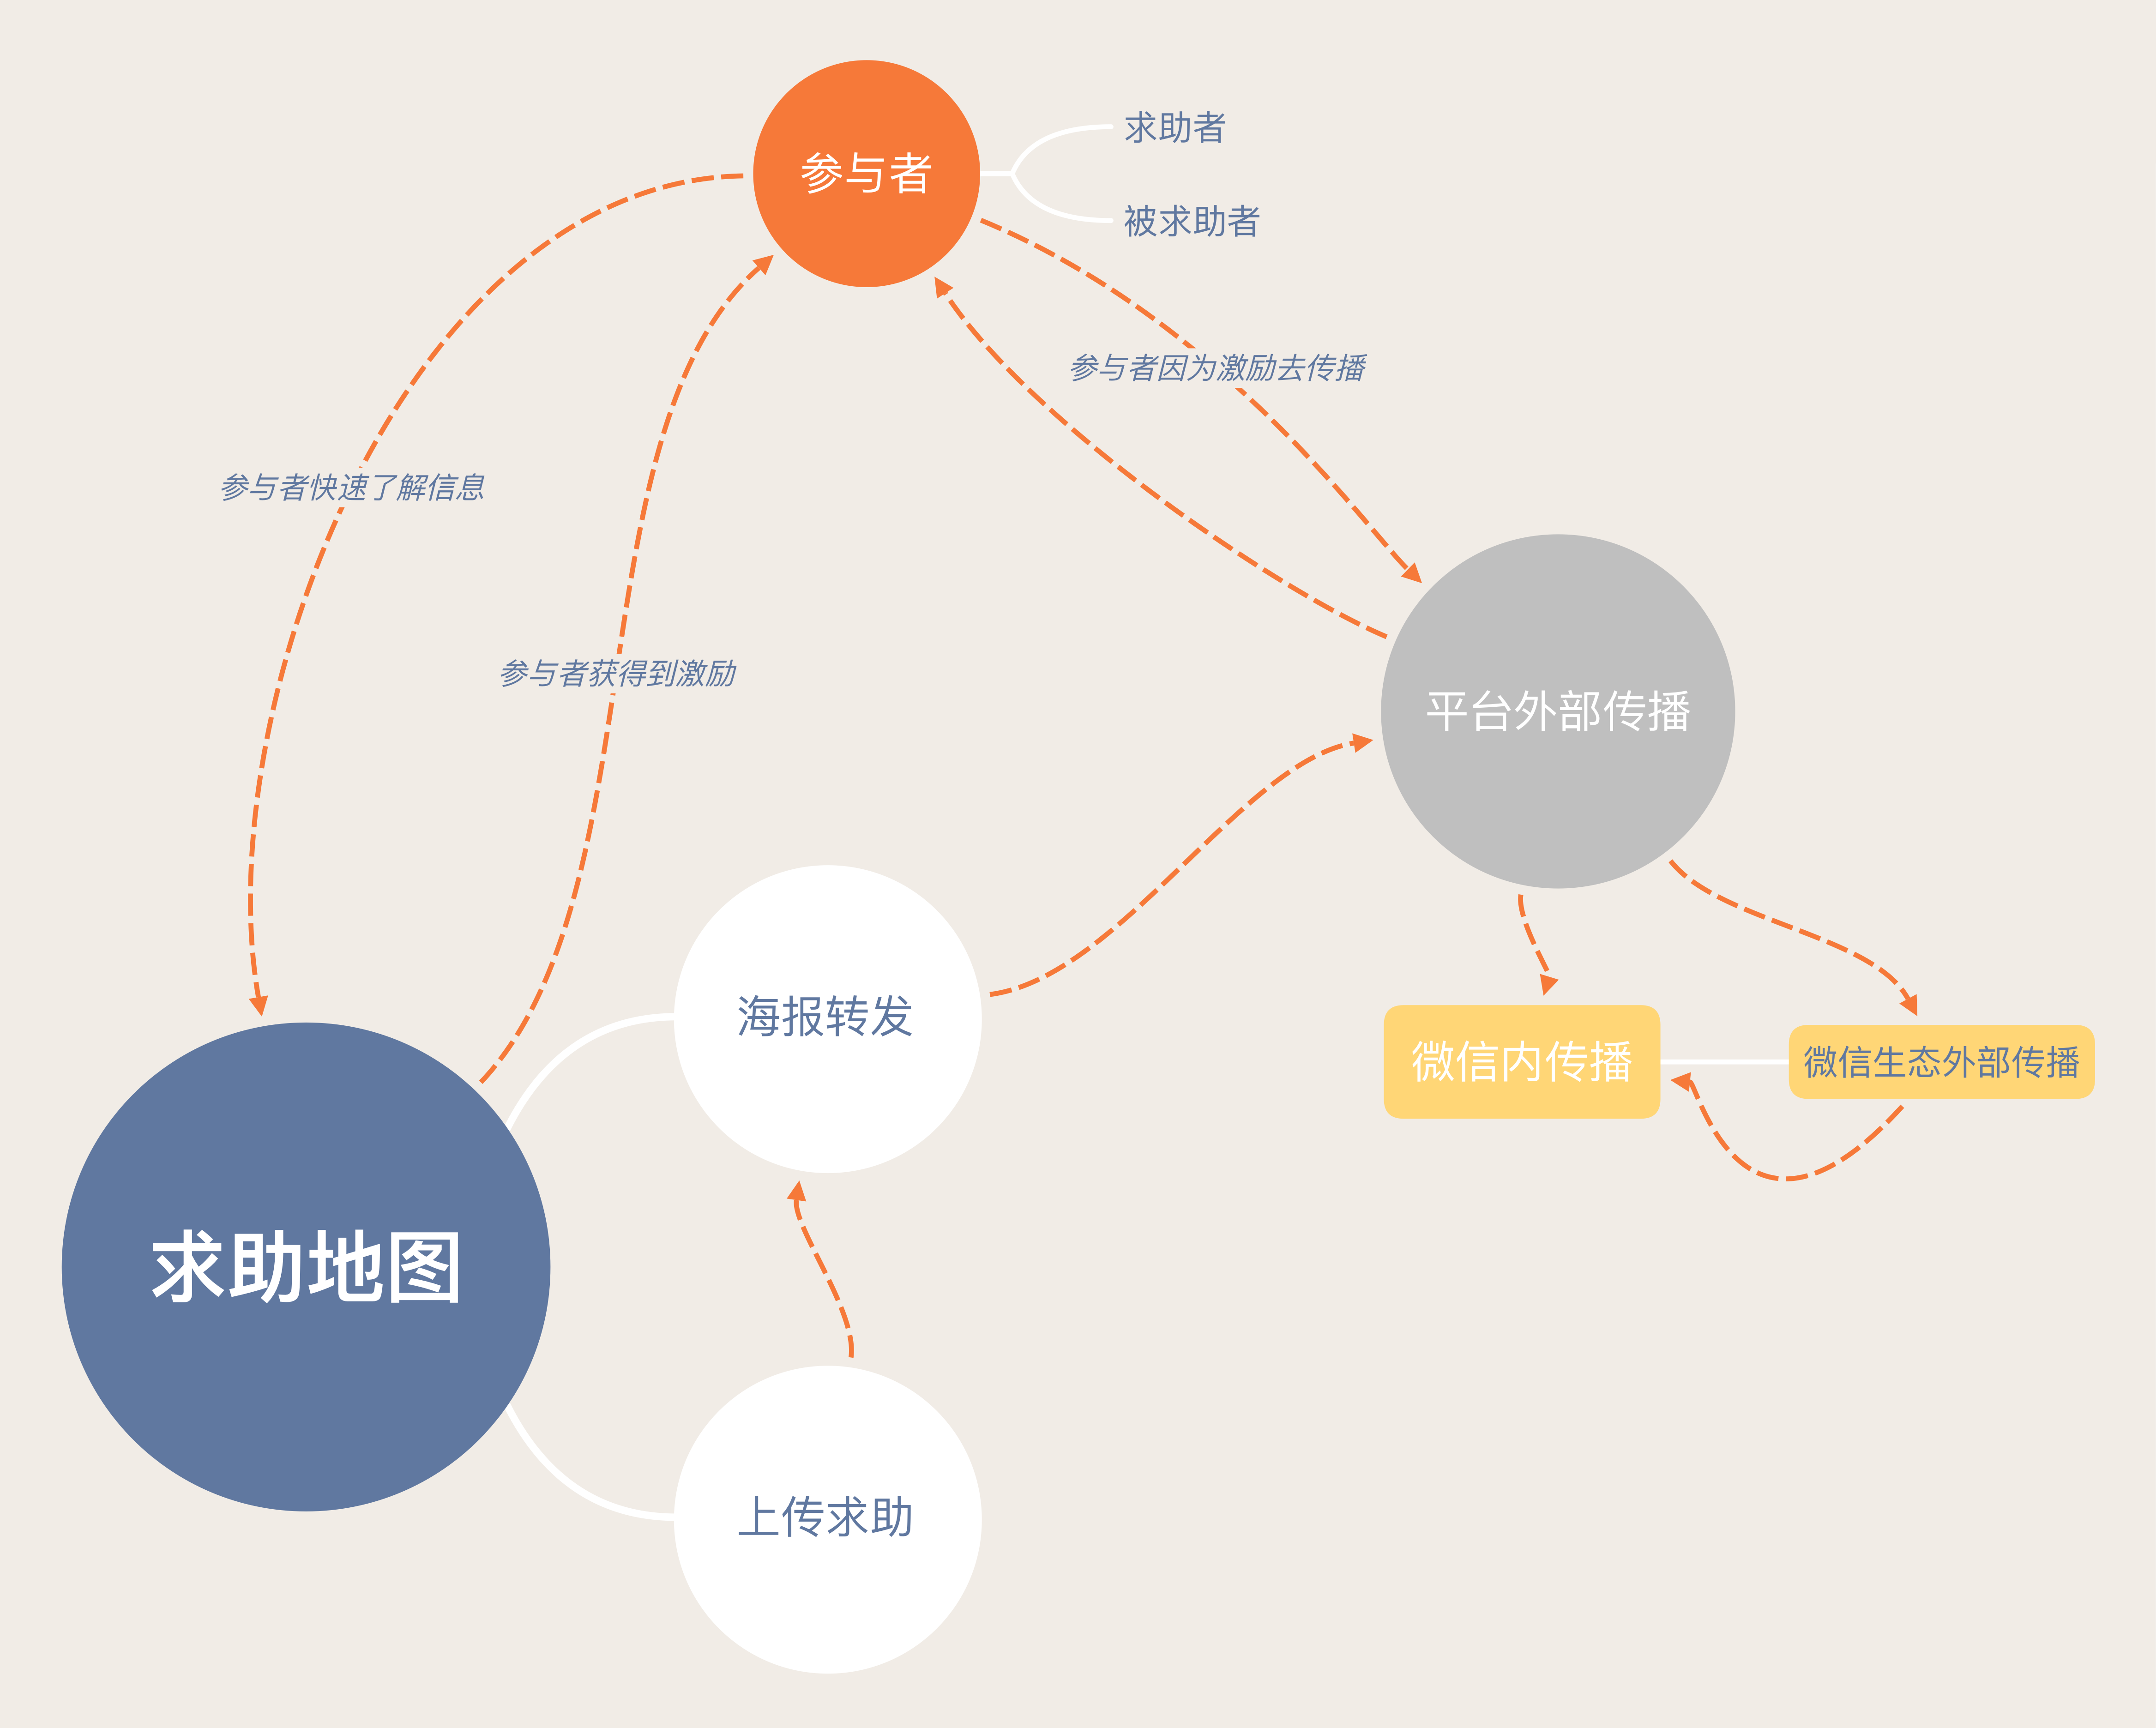 参与者
求助者
被求助者
参与者因为激励去传播
参与者快速了解信息
参与者获得到激励
平台外部传播
海报转发
微信内传播
微信生态外部传播
求助地图
上传求助